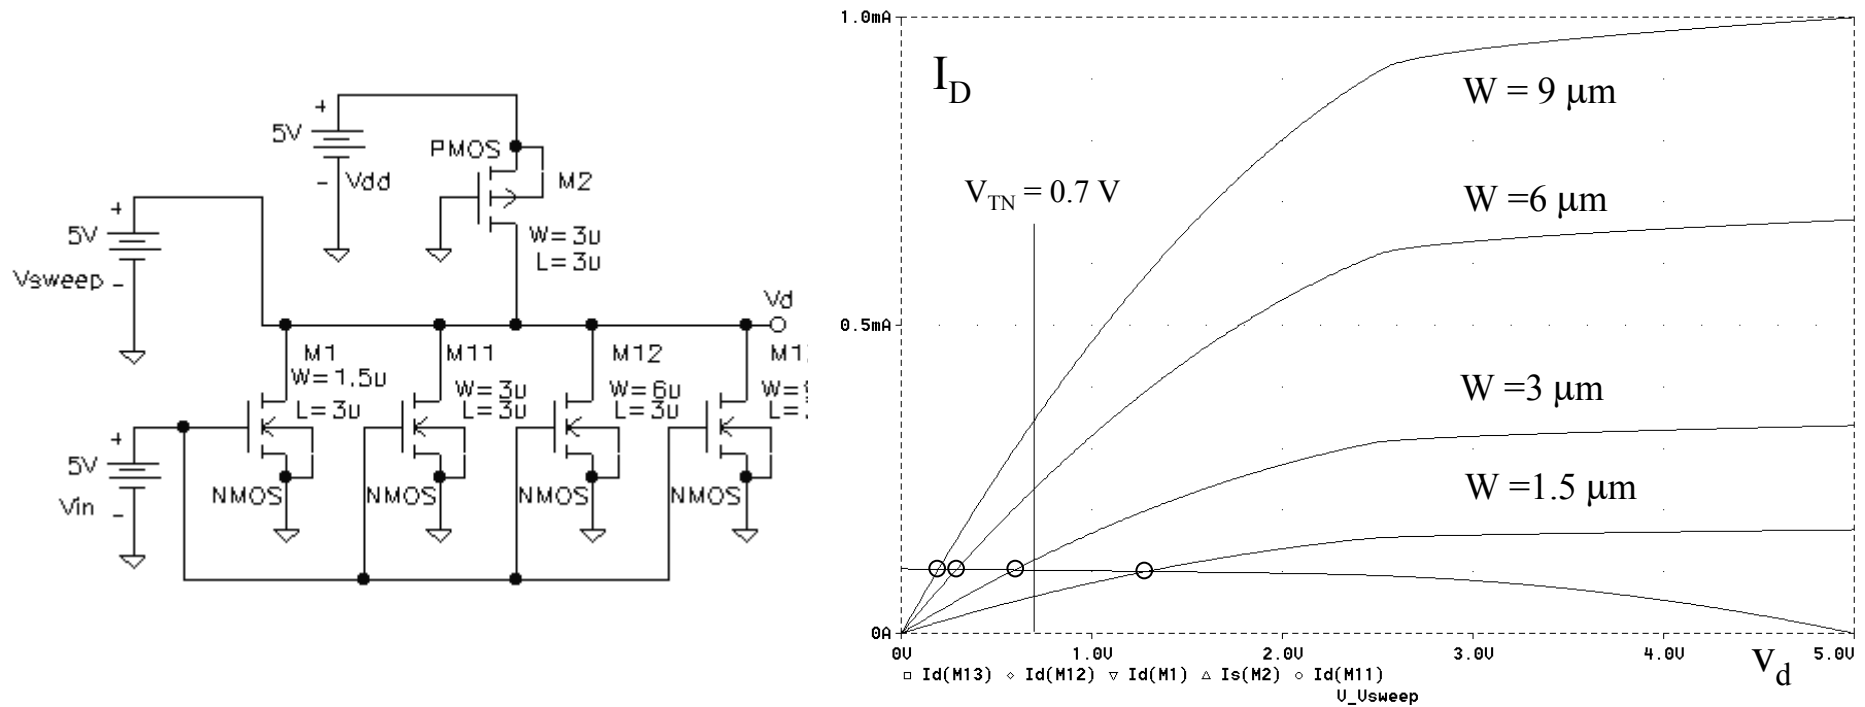 +
5V
-
Vdd
PMOS
M2
W=3u
L=3u
+
5V
Vsweep
-
Vd
M1
W=1.5u
L=3u
M11
W=3u
L=3u
M12
W=6u
L=3u
W=
L=
+
5V
Vin
-
NMOS
NMOS
NMOS
NMOS
1.0mA
0.5mA
0A
I_D
V_TN = 0.7 V
W = 9 μm
W =6 μm
W =3 μm
W =1.5 μm
0V
1.0V
2.0V
3.0V
4.0V
5.0V
v_d
□ Id(M13) ◇ Id(M12) ▽ Id(M1) △ Is(M2) ○ Id(M11)
V_Vsweep